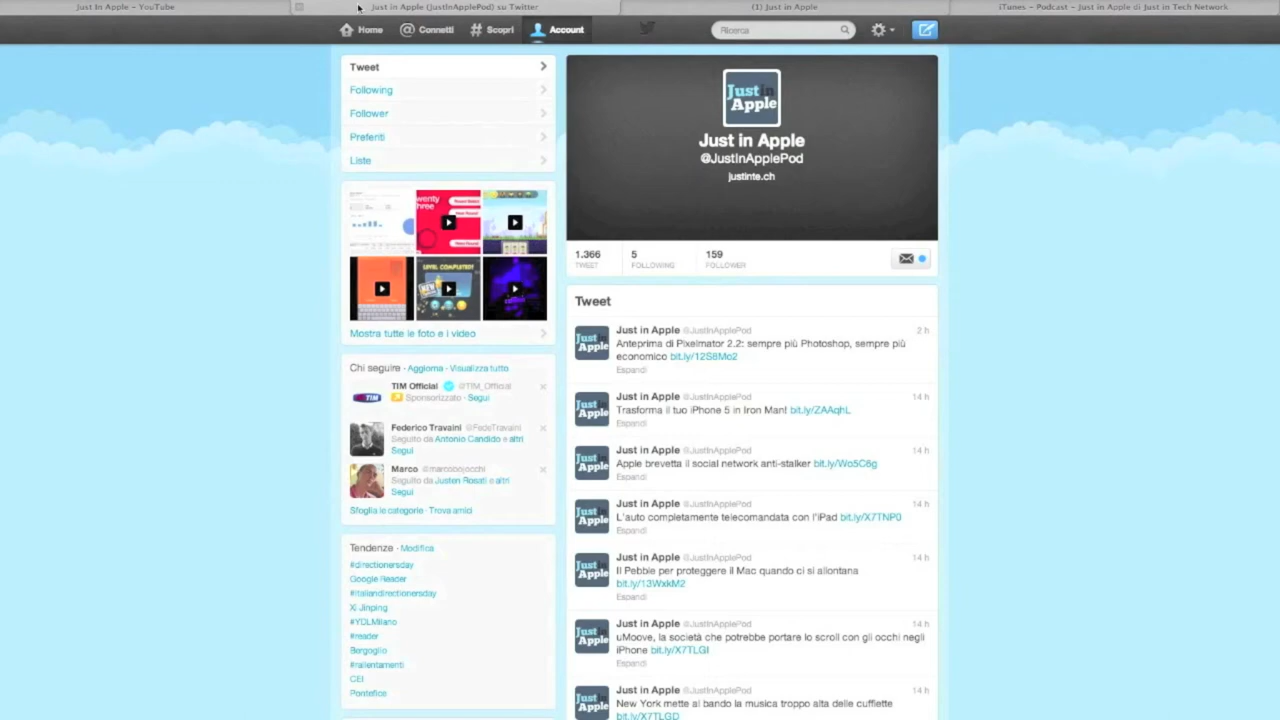 Just In Apple - YouTube
Just in Apple (JustInApplePod) su Twitter
(1) Just in Apple
iTunes - Podcast - Just in Apple di Just in Tech Network
Home
Connetti
Scopri
Account
Ricerca
Tweet
Following
Follower
Preferiti
Liste
Mostra tutte le foto e i video
Chi seguire · Aggiorna · Visualizza tutto
TIM Official @TIM_Official
Sponsorizzato · Segui
Federico Travaini @FedeTravaini
Seguito da Antonio Candido e altri
Segui
Marco @marcobojocchi
Seguito da Justen Rosati e altri
Segui
Sfoglia le categorie · Trova amici
Tendenze · Modifica
#directionersday
Google Reader
#italiandirectionersday
Xi Jinping
#YOLMilano
#reader
Bergoglio
#rallentamenti
CEI
Pontefice
Just in
Apple
Just in Apple
@JustInApplePod
justinte.ch
1.366
TWEET
5
FOLLOWING
159
FOLLOWER
Tweet
Just in Apple @JustInApplePod 2 h
Anteprima di Pixelmator 2.2: sempre più Photoshop, sempre più
economico bit.ly/12S8Mo2
Espandi
Just in Apple @JustInApplePod 14 h
Trasforma il tuo iPhone 5 in Iron Man! bit.ly/ZAAqhL
Espandi
Just in Apple @JustInApplePod 14 h
Apple brevetta il social network anti-stalker bit.ly/Wo5C6g
Espandi
Just in Apple @JustInApplePod 14 h
L'auto completamente telecomandata con l'iPad bit.ly/X7TNP0
Espandi
Just in Apple @JustInApplePod 14 h
Il Pebble per proteggere il Mac quando ci si allontana
bit.ly/13WxkM2
Espandi
Just in Apple @JustInApplePod 14 h
uMoove, la società che potrebbe portare lo scroll con gli occhi negli
iPhone bit.ly/X7TLGI
Espandi
Just in Apple @JustInApplePod 14 h
New York mette al bando la musica troppo alta delle cuffiette
bit.ly/X7TLGD